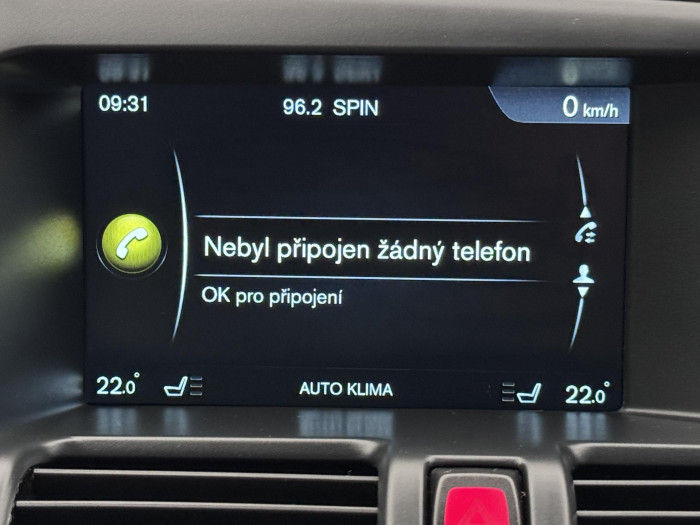 09:31 96.2 SPIN 0 km/h
Nebyl připojen žádný telefon
OK pro připojení
22.0° AUTO KLIMA 22.0°